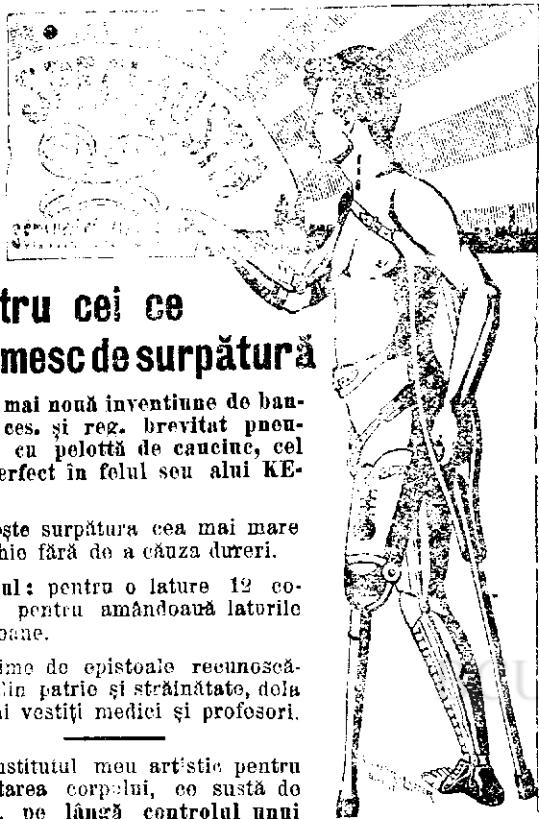 tru cei ce
mesc de surpătură
mai nouă inventiune de ban-
ces. și reg. brevitat pneu-
cu pelottă de caucinc, cel
erfect în felul seu alui KE-
ește surpătura cea mai mare
hie fără de a căuza dureri.
ul: pentru o lature 12 co-
pentru amândouă laturile
oane.
ime de epistoale recunoscă-
din patrie și străinătate, dela
ai vestiți medici și profesori.
nstitutul meu artistic pentru
tarea corpului, ce sustă de
pe lângă controlul unui